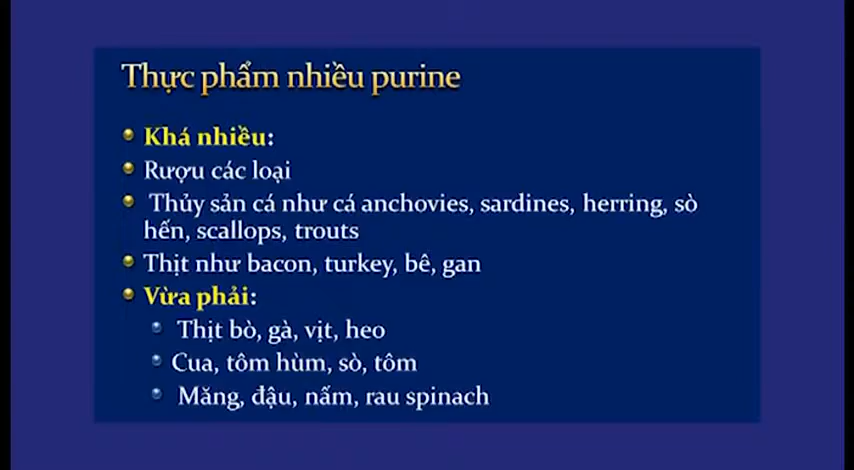 Thực phẩm nhiều purine
Khá nhiều:
Rượu các loại
Thủy sản cá như cá anchovies, sardines, herring, sò
hến, scallops, trouts
Thịt như bacon, turkey, bê, gan
Vừa phải:
Thịt bò, gà, vịt, heo
Cua, tôm hùm, sò, tôm
Măng, đậu, nấm, rau spinach